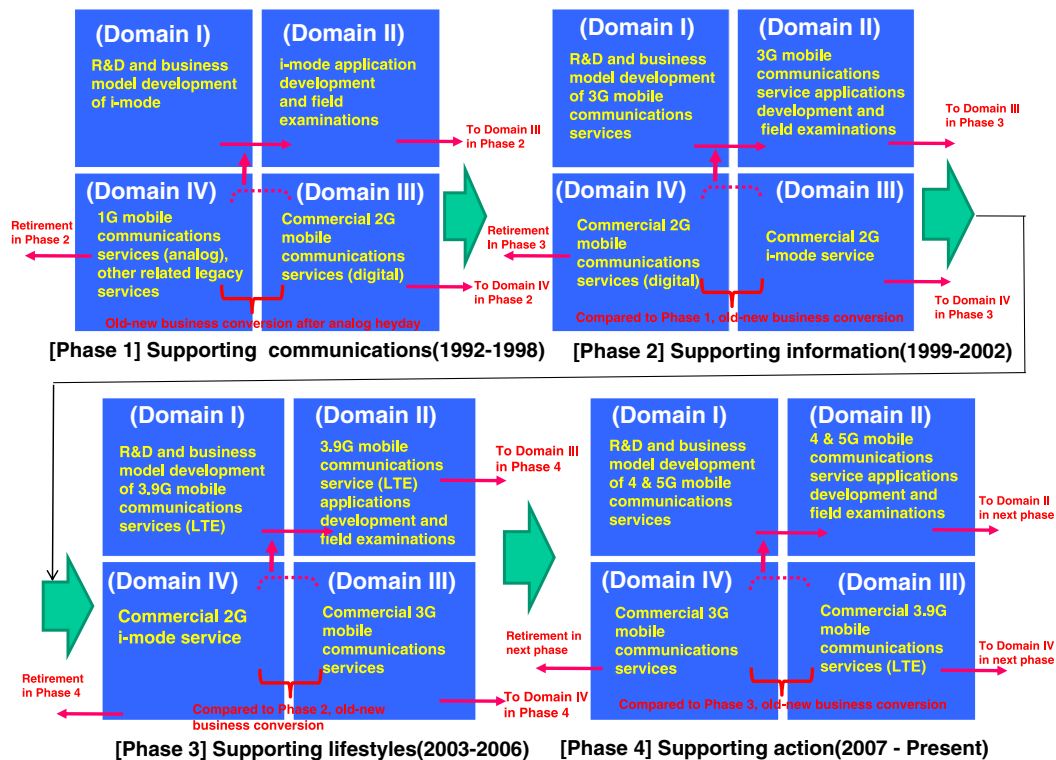 (Domain I)
R&D and business
model development
of i-mode
(Domain II)
i-mode application
development
and field
examinations
To Domain III
in Phase 2
(Domain IV)
1G mobile
communications
services (analog),
other related legacy
services
(Domain III)
Commercial 2G
mobile
communications
services (digital)
Retirement
in Phase 2
To Domain IV
in Phase 2
Old-new business conversion after analog heyday
[Phase 1] Supporting communications(1992-1998)
(Domain I)
R&D and business
model development
of 3G mobile
communications
services
(Domain II)
3G mobile
communications
service applications
development and
field examinations
To Domain III
in Phase 3
(Domain IV)
Commercial 2G
mobile
communications
services (digital)
(Domain III)
Commercial 2G
i-mode service
Retirement
In Phase 3
To Domain IV
in Phase 3
Compared to Phase 1, old-new business conversion
[Phase 2] Supporting information(1999-2002)
(Domain I)
R&D and business
model development
of 3.9G mobile
communications
services (LTE)
(Domain II)
3.9G mobile
communications
service (LTE)
applications
development and
field examinations
To Domain III
in Phase 4
(Domain IV)
Commercial 2G
i-mode service
(Domain III)
Commercial 3G
mobile
communications
services
Retirement
in Phase 4
To Domain IV
in Phase 4
Compared to Phase 2, old-new
business conversion
[Phase 3] Supporting lifestyles(2003-2006)
(Domain I)
R&D and business
model development
of 4 & 5G mobile
communications
services
(Domain II)
4 & 5G mobile
communications
service applications
development and
field examinations
To Domain II
in next phase
(Domain IV)
Commercial 3G
mobile
communications
services
(Domain III)
Commercial 3.9G
mobile
communications
services (LTE)
Retirement in
next phase
To Domain IV
in next phase
Compared to Phase 3, old-new business conversion
[Phase 4] Supporting action(2007 - Present)